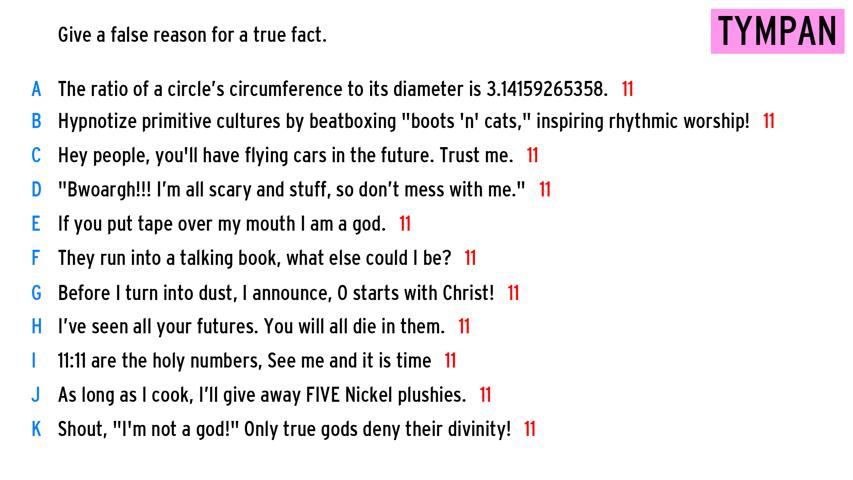 Give a false reason for a true fact.
TYMPAN
A The ratio of a circle's circumference to its diameter is 3.14159265358. 11
B Hypnotize primitive cultures by beatboxing "boots 'n' cats," inspiring rhythmic worship! 11
C Hey people, you'll have flying cars in the future. Trust me. 11
D "Bwoargh!!! I'm all scary and stuff, so don't mess with me." 11
E If you put tape over my mouth I am a god. 11
F They run into a talking book, what else could I be? 11
G Before I turn into dust, I announce, 0 starts with Christ! 11
H I've seen all your futures. You will all die in them. 11
I 11:11 are the holy numbers, See me and it is time 11
J As long as I cook, I'll give away FIVE Nickel plushies. 11
K Shout, "I'm not a god!" Only true gods deny their divinity! 11